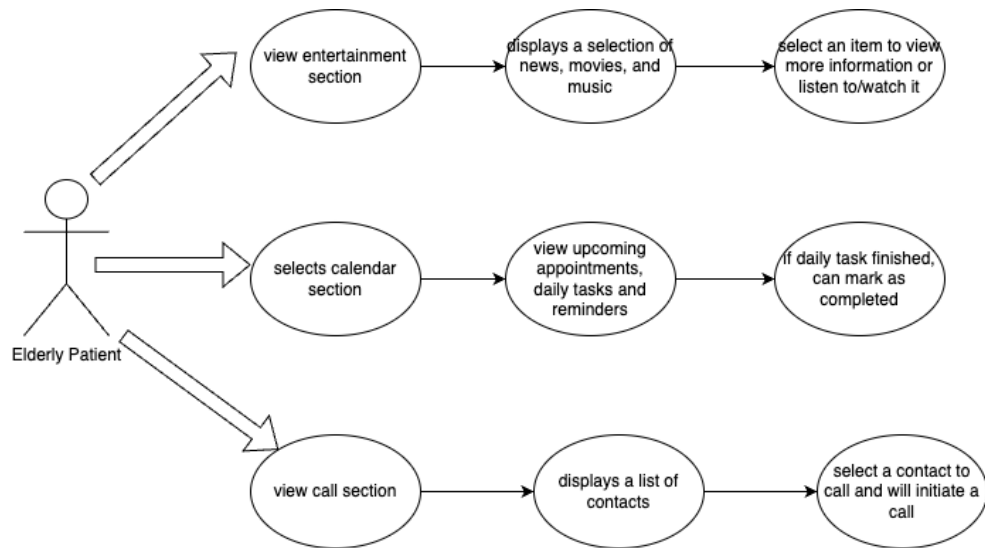 view entertainment
section
displays a selection of
news, movies, and
music
select an item to view
more information or
listen to/watch it
selects calendar
section
view upcoming
appointments,
daily tasks and
reminders
if daily task finished,
can mark as
completed
Elderly Patient
view call section
displays a list of
contacts
select a contact to
call and will initiate a
call